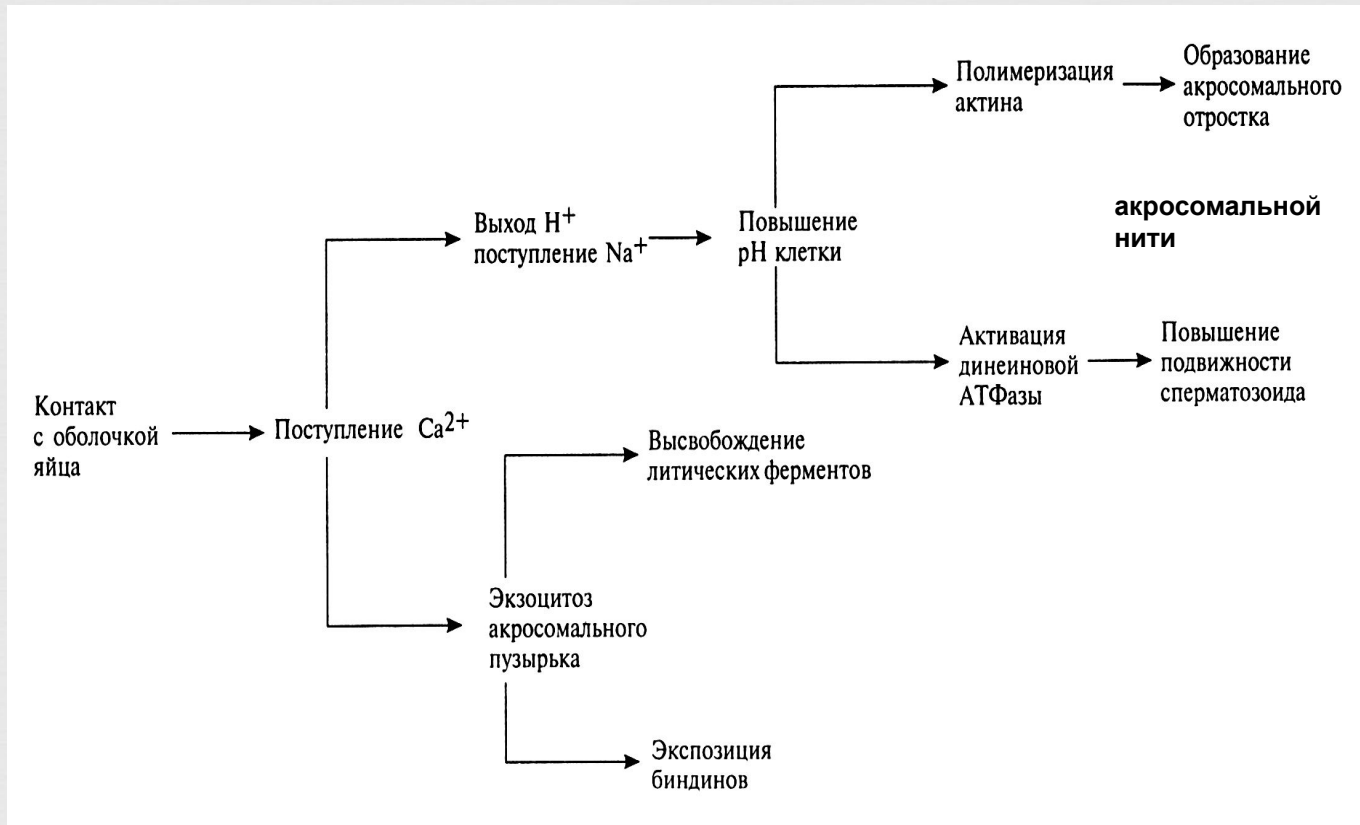 Контакт
с оболочкой
яйца
Поступление Ca2+
Выход H+
поступление Na+
Повышение
pH клетки
Полимеризация
актина
Образование
акросомального
отростка
акросомальной
нити
Активация
динеиновой
АТФазы
Повышение
подвижности
сперматозоида
Экзоцитоз
акросомального
пузырька
Высвобождение
литических ферментов
Экспозиция
биндинов